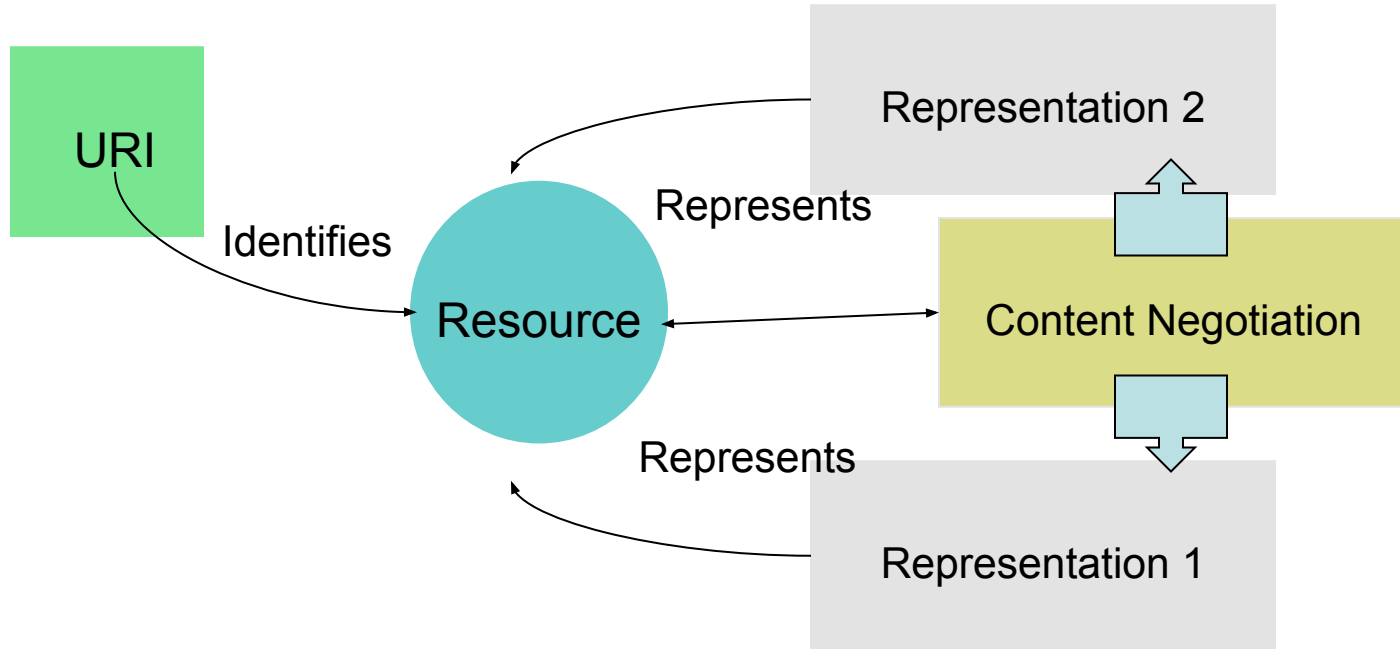 Representation 2
URI
Represents
Identifies
Resource
Content Negotiation
Represents
Representation 1